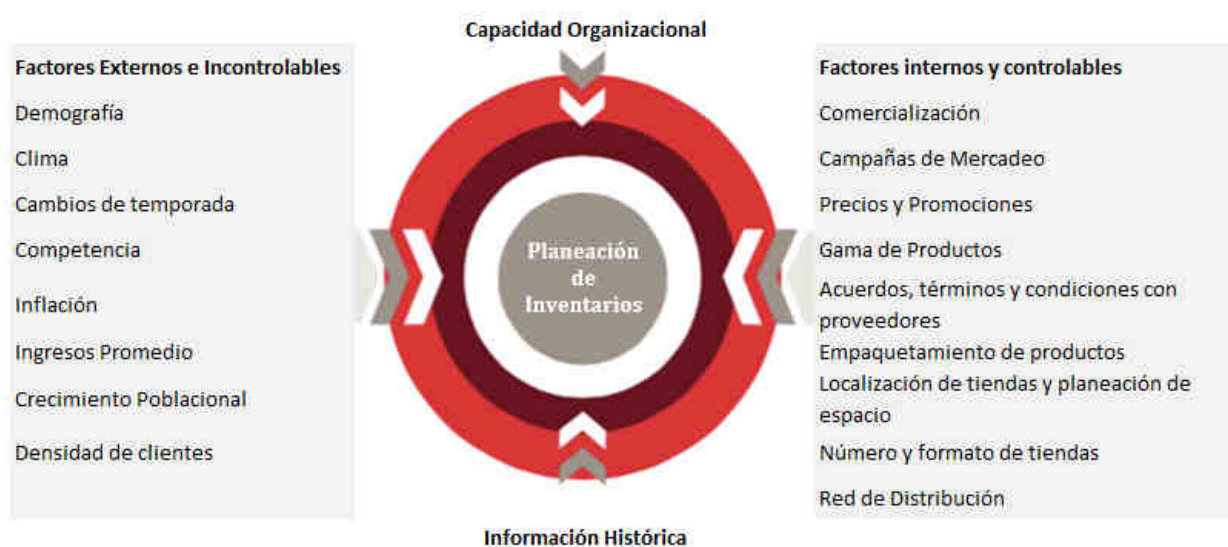 Capacidad Organizacional
Factores Externos e Incontrolables
Demografía
Clima
Cambios de temporada
Competencia
Inflación
Ingresos Promedio
Crecimiento Poblacional
Densidad de clientes
Planeación
de
Inventarios
Factores internos y controlables
Comercialización
Campañas de Mercadeo
Precios y Promociones
Gama de Productos
Acuerdos, términos y condiciones con
proveedores
Empaquetamiento de productos
Localización de tiendas y planeación de
espacio
Número y formato de tiendas
Red de Distribución
Información Histórica